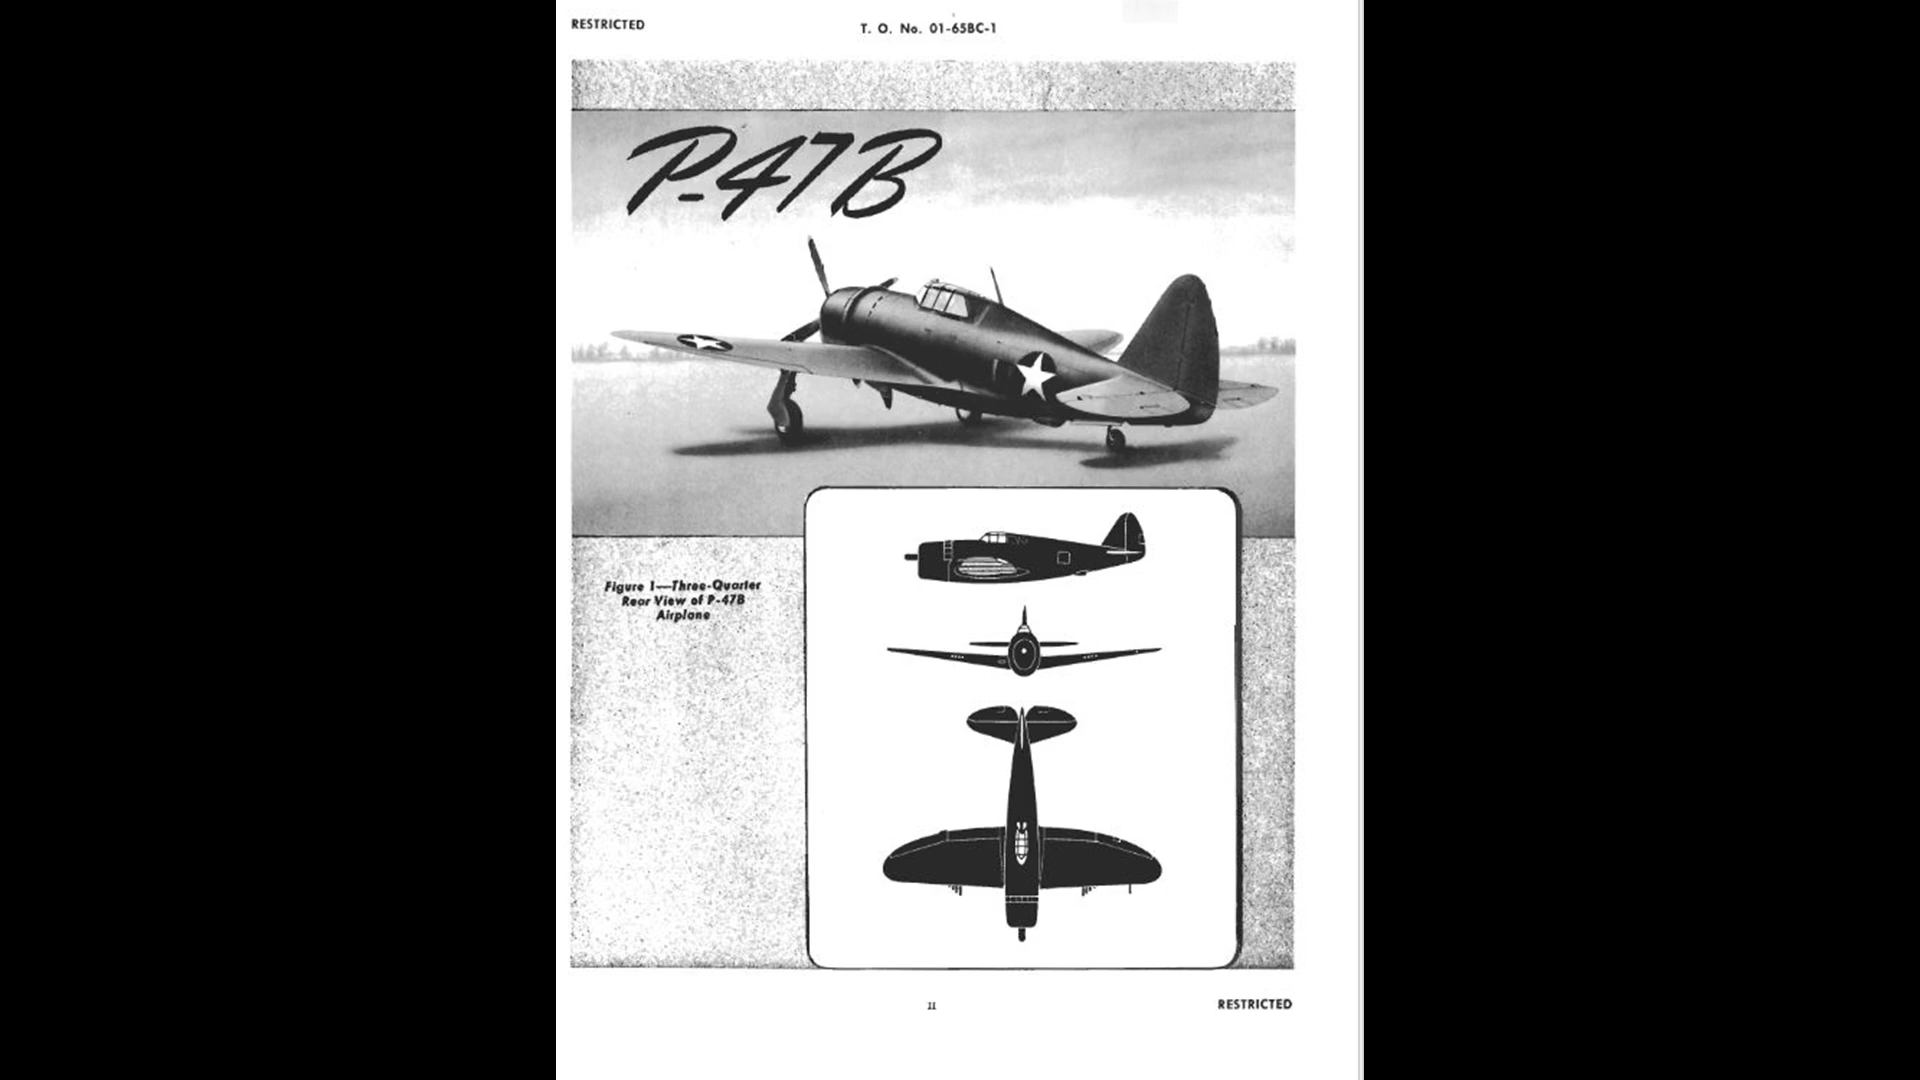 RESTRICTED
T. O. No. 01-65BC-1
P-47B
Figure 1—Three-Quarter
Rear View of P-47B
Airplane
II
RESTRICTED